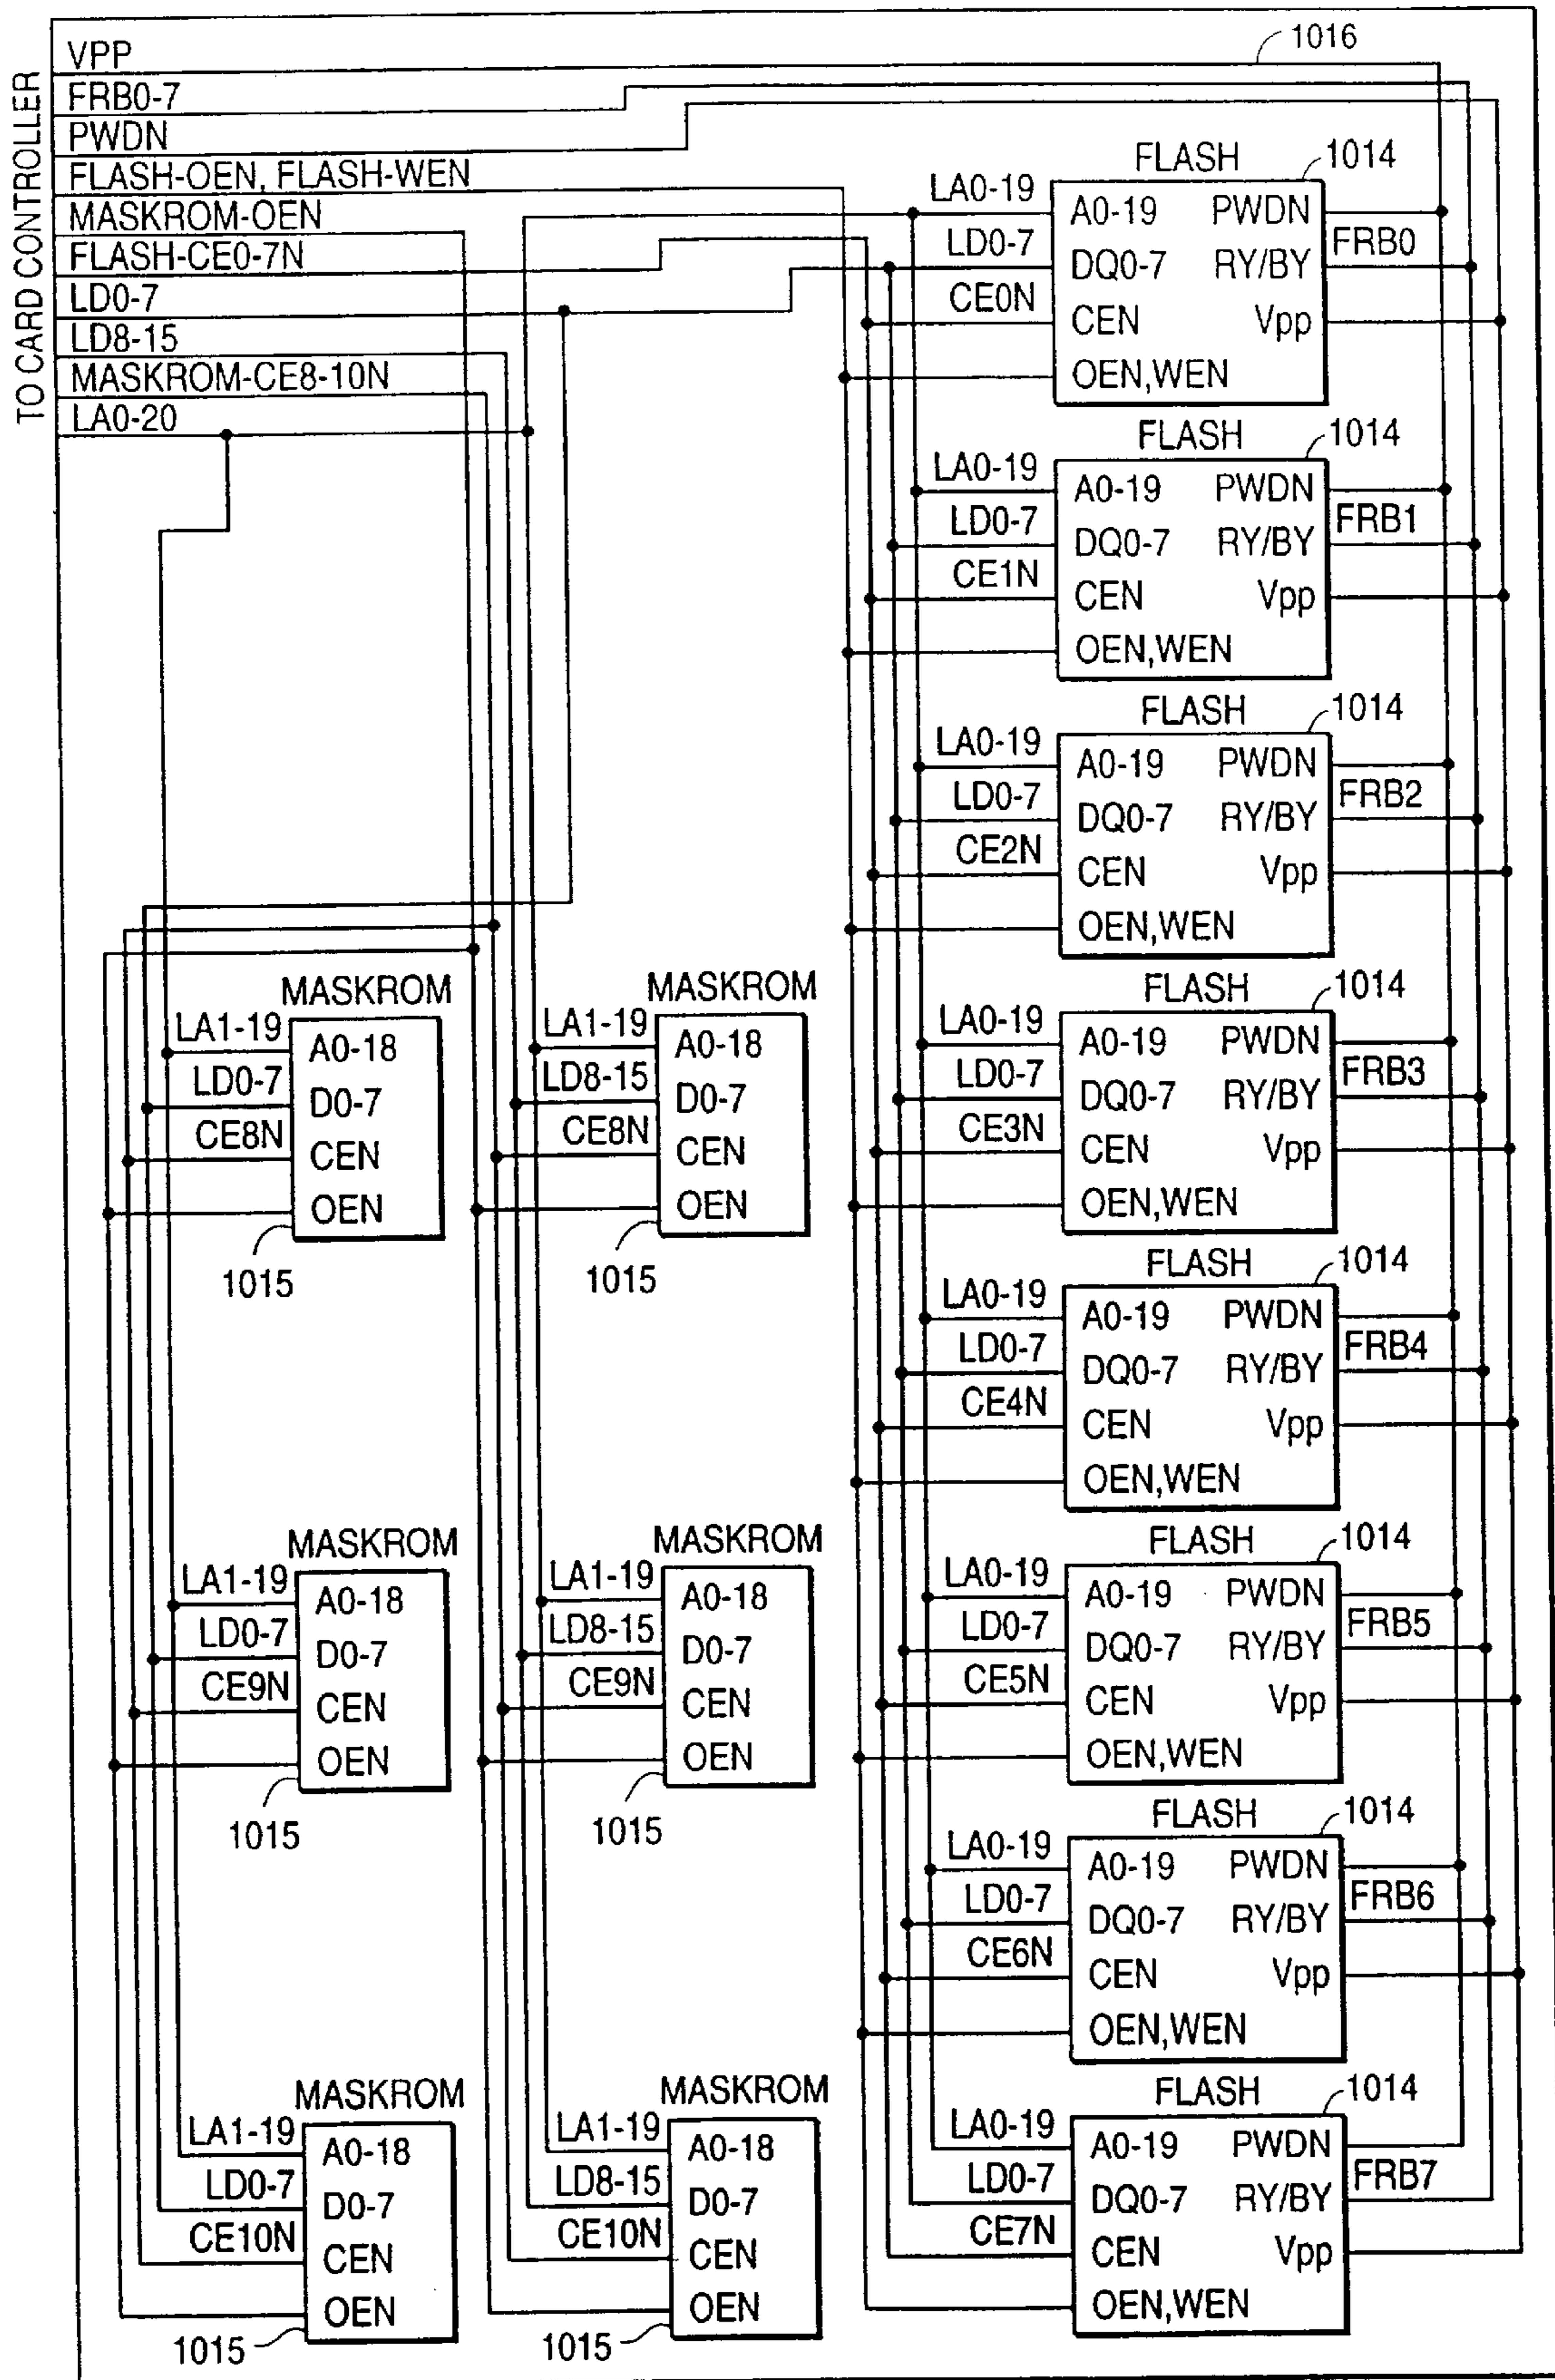 TO CARD CONTROLLER
VPP
FRB0-7
PWDN
FLASH-OEN, FLASH-WEN
MASKROM-OEN
FLASH-CE0-7N
LD0-7
LD8-15
MASKROM-CE8-10N
LA0-20
1016
FLASH 1014
LA0-19 A0-19 PWDN
LD0-7 DQ0-7 RY/BY FRB0
CE0N CEN Vpp
OEN,WEN
FLASH 1014
LA0-19 A0-19 PWDN
LD0-7 DQ0-7 RY/BY FRB1
CE1N CEN Vpp
OEN,WEN
FLASH 1014
LA0-19 A0-19 PWDN
LD0-7 DQ0-7 RY/BY FRB2
CE2N CEN Vpp
OEN,WEN
FLASH 1014
LA0-19 A0-19 PWDN
LD0-7 DQ0-7 RY/BY FRB3
CE3N CEN Vpp
OEN,WEN
FLASH 1014
LA0-19 A0-19 PWDN
LD0-7 DQ0-7 RY/BY FRB4
CE4N CEN Vpp
OEN,WEN
FLASH 1014
LA0-19 A0-19 PWDN
LD0-7 DQ0-7 RY/BY FRB5
CE5N CEN Vpp
OEN,WEN
FLASH 1014
LA0-19 A0-19 PWDN
LD0-7 DQ0-7 RY/BY FRB6
CE6N CEN Vpp
OEN,WEN
FLASH 1014
LA0-19 A0-19 PWDN
LD0-7 DQ0-7 RY/BY FRB7
CE7N CEN Vpp
OEN,WEN
MASKROM
LA1-19 A0-18
LD0-7 D0-7
CE8N CEN
OEN
1015
MASKROM
LA1-19 A0-18
LD8-15 D0-7
CE8N CEN
OEN
1015
MASKROM
LA1-19 A0-18
LD0-7 D0-7
CE9N CEN
OEN
1015
MASKROM
LA1-19 A0-18
LD8-15 D0-7
CE9N CEN
OEN
1015
MASKROM
LA1-19 A0-18
LD0-7 D0-7
CE10N CEN
OEN
1015
MASKROM
LA1-19 A0-18
LD8-15 D0-7
CE10N CEN
OEN
1015